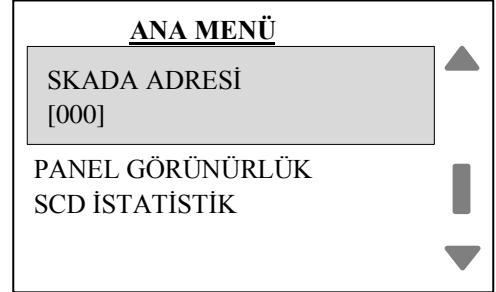 ANA MENÜ
SKADA ADRESİ
[000]
PANEL GÖRÜNÜRLÜK
SCD İSTATİSTİK